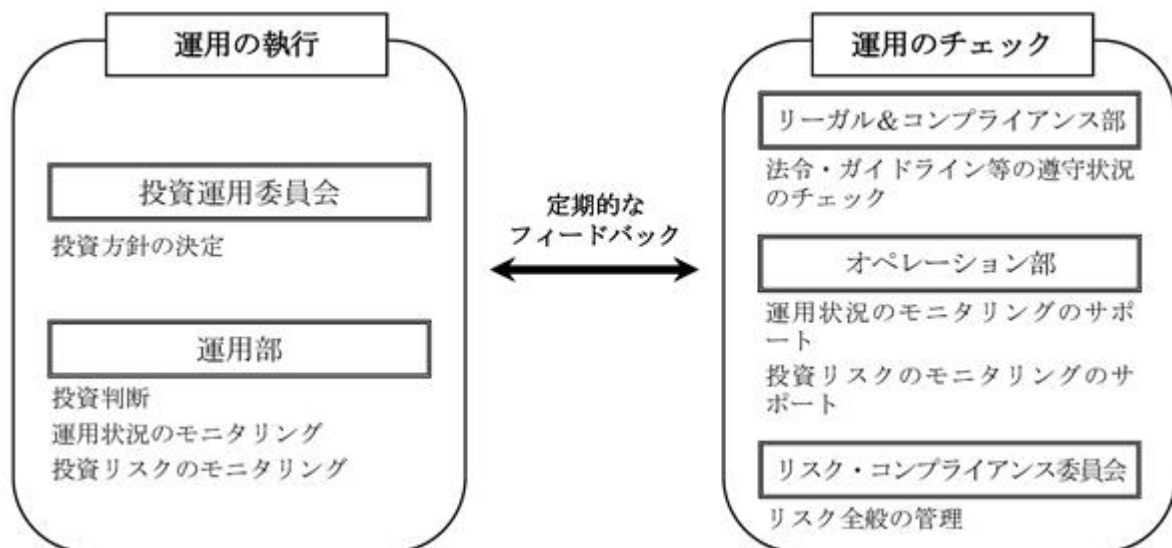 運用の執行
投資運用委員会
投資方針の決定
運用部
投資判断
運用状況のモニタリング
投資リスクのモニタリング
定期的な
フィードバック
運用のチェック
リーガル&コンプライアンス部
法令・ガイドライン等の遵守状況
のチェック
オペレーション部
運用状況のモニタリングのサポ
ート
投資リスクのモニタリングのサ
ポート
リスク・コンプライアンス委員会
リスク全般の管理